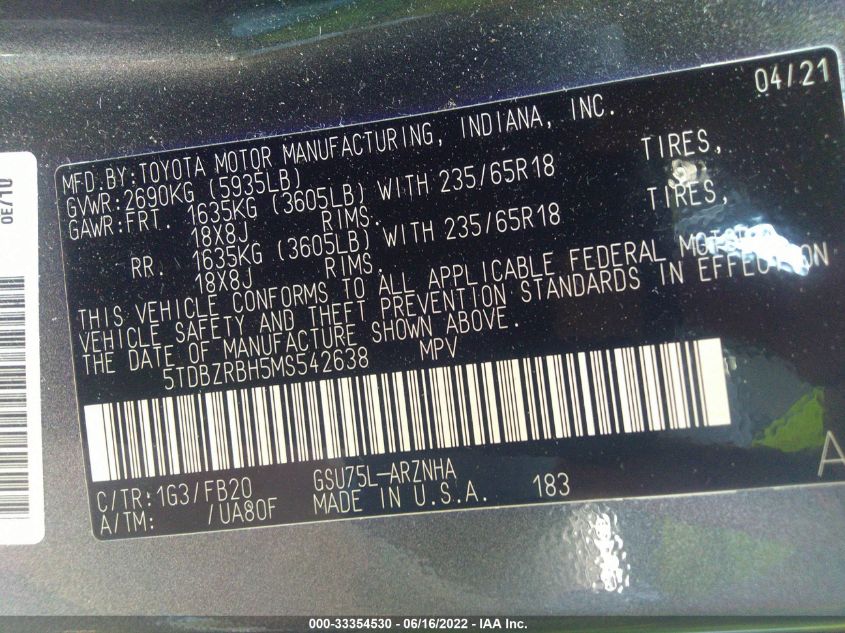 04/21
MFD.BY:TOYOTA MOTOR MANUFACTURING, INDIANA, INC.
GVWR:2690KG (5935LB)
GAWR:FRT. 1635KG (3605LB) WITH 235/65R18 TIRES,
18X8J RIMS.
RR. 1635KG (3605LB) WITH 235/65R18 TIRES,
18X8J RIMS.
THIS VEHICLE CONFORMS TO ALL APPLICABLE FEDERAL MOTOR
VEHICLE SAFETY AND THEFT PREVENTION STANDARDS IN EFFECT ON
THE DATE OF MANUFACTURE SHOWN ABOVE.
5TDBZRBH5MS542638 MPV
C/TR:1G3/FB20 GSU75L-ARZNHA
A/TM: /UA80F MADE IN U.S.A. 183
A
000-33354530 - 06/16/2022 - IAA Inc.